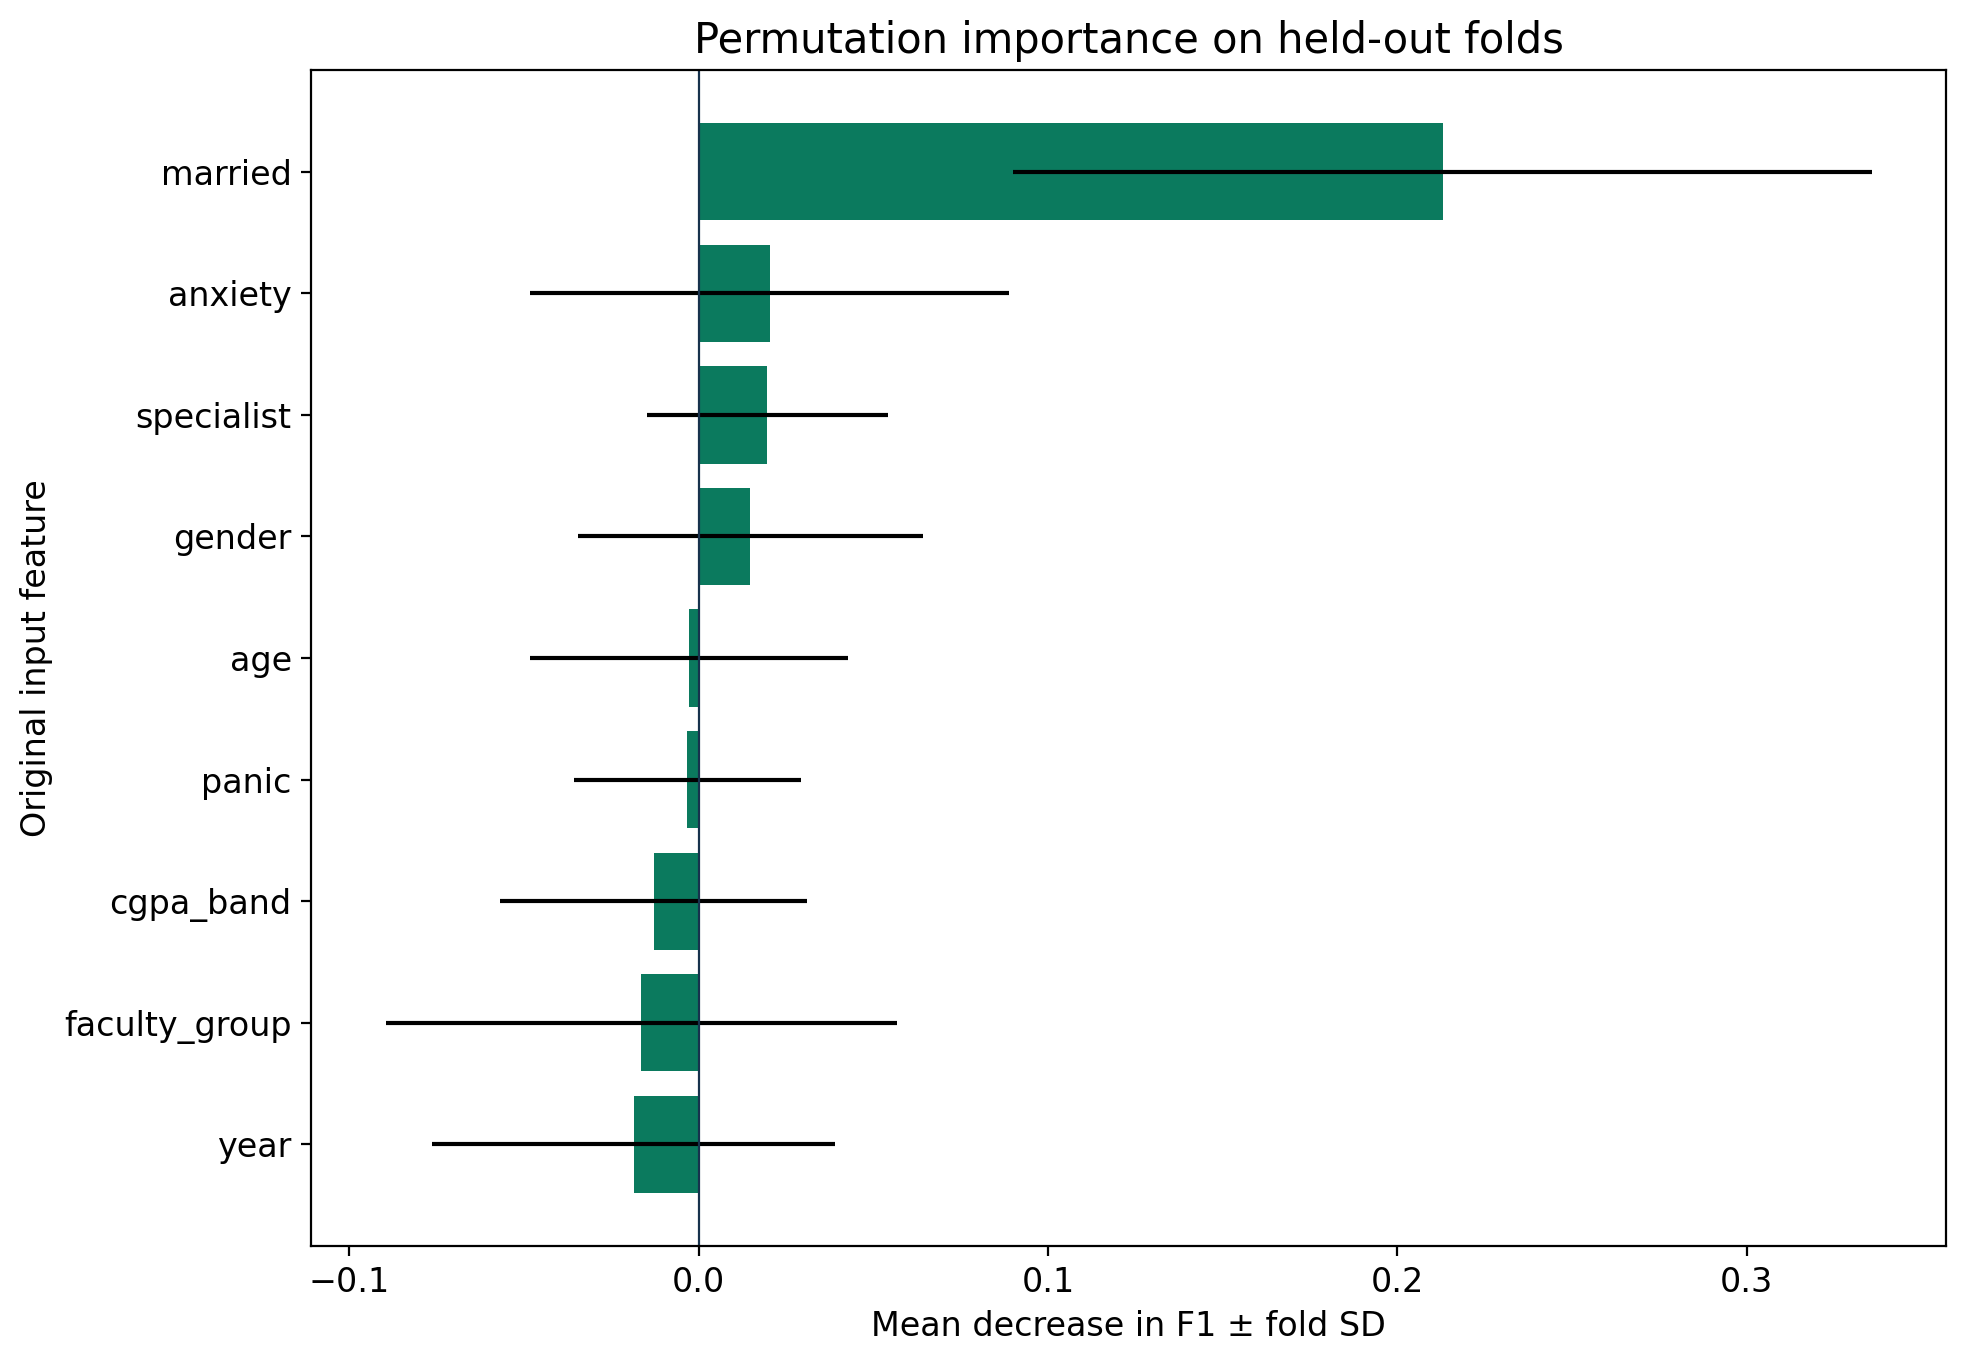 Permutation importance on held-out folds
married
anxiety
specialist
gender
age
panic
cgpa_band
faculty_group
year
Original input feature
−0.1 0.0 0.1 0.2 0.3
Mean decrease in F1 ± fold SD